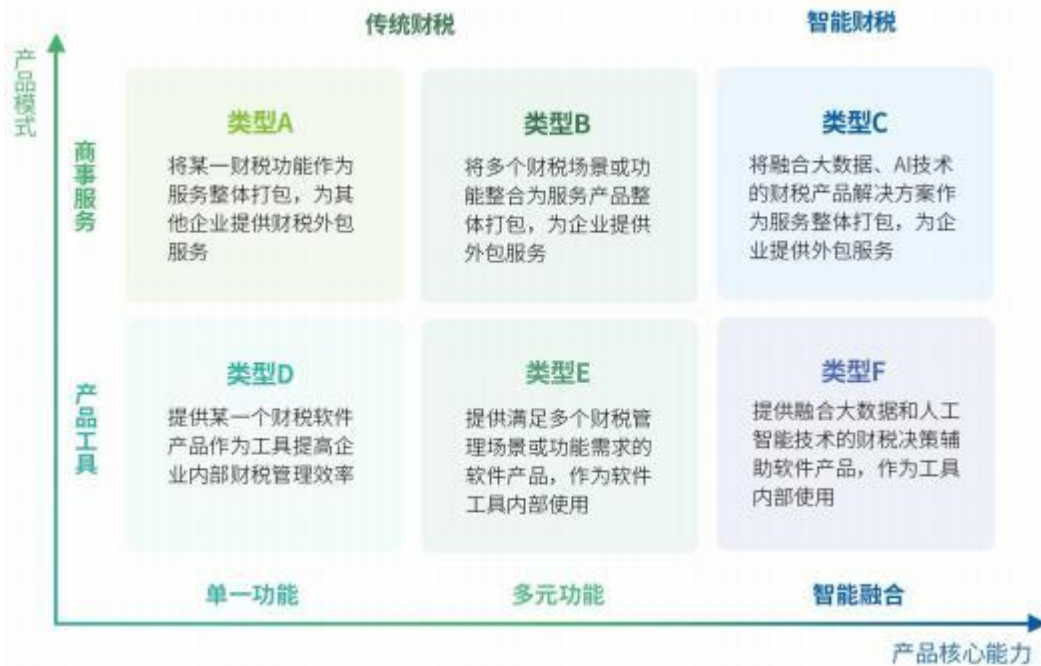 传统财税
智能财税
产品模式
商事服务
类型A
将某一财税功能作为
服务整体打包，为其
他企业提供财税外包
服务
类型B
将多个财税场景或功
能整合为服务产品整
体打包，为企业提供
外包服务
类型C
将融合大数据、AI技术
的财税产品解决方案作
为服务整体打包，为企
业提供外包服务
产品工具
类型D
提供某一个财税软件
产品作为工具提高企
业内部财税管理效率
类型E
提供满足多个财税管
理场景或功能需求的
软件产品，作为软件
工具内部使用
类型F
提供融合大数据和人工
智能技术的财税决策辅
助软件产品，作为工具
内部使用
单一功能
多元功能
智能融合
产品核心能力